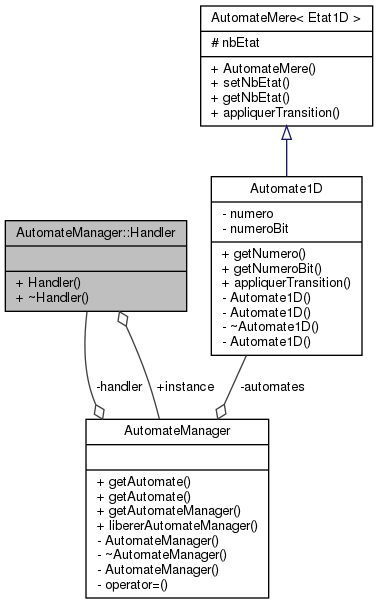 AutomateMere< Etat1D >
# nbEtat
+ AutomateMere()
+ setNbEtat()
+ getNbEtat()
+ appliquerTransition()
Automate1D
- numero
- numeroBit
+ getNumero()
+ getNumeroBit()
+ appliquerTransition()
- Automate1D()
- Automate1D()
- ~Automate1D()
- Automate1D()
AutomateManager::Handler
+ Handler()
+ ~Handler()
-handler
+instance
-automates
AutomateManager
+ getAutomate()
+ getAutomate()
+ getAutomateManager()
+ libererAutomateManager()
- AutomateManager()
- ~AutomateManager()
- AutomateManager()
- operator=()